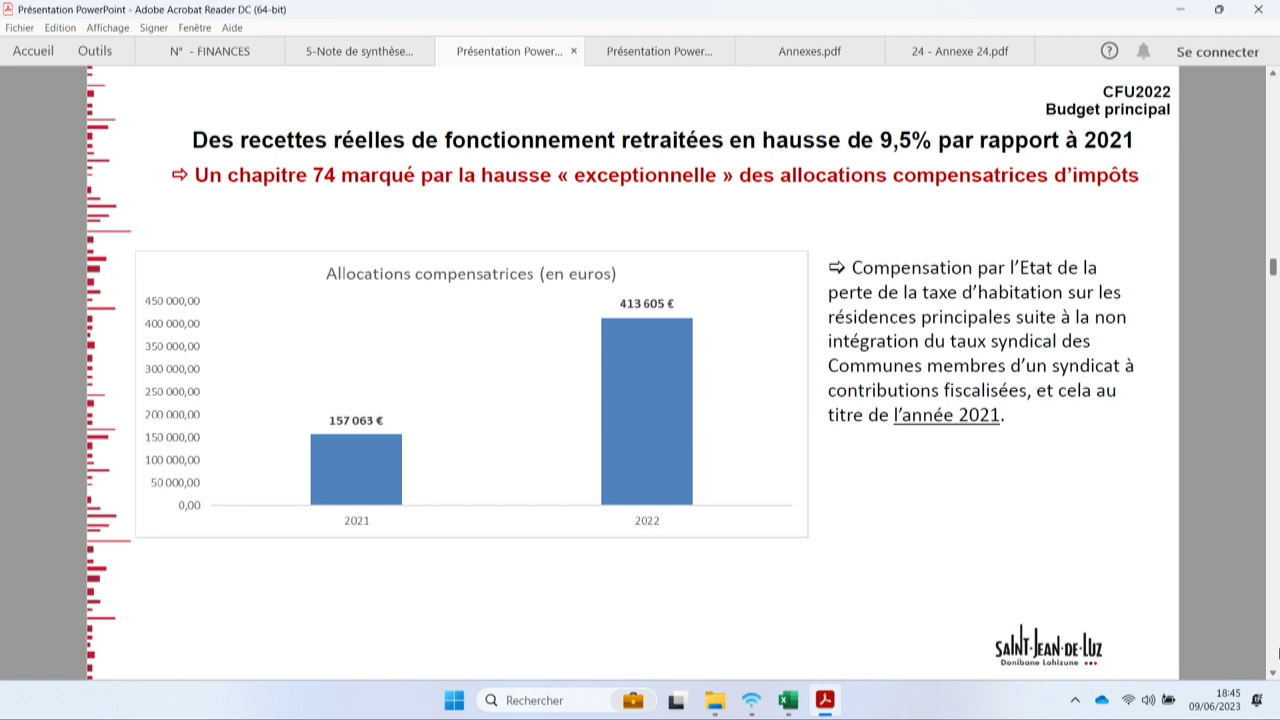 Présentation PowerPoint - Adobe Acrobat Reader DC (64-bit)
Fichier Edition Affichage Signer Fenêtre Aide
Accueil Outils N° - FINANCES 5-Note de synthèse... Présentation Power... × Présentation Power... Annexes.pdf 24 - Annexe 24.pdf ? Se connecter
CFU2022
Budget principal
Des recettes réelles de fonctionnement retraitées en hausse de 9,5% par rapport à 2021
⇨ Un chapitre 74 marqué par la hausse « exceptionnelle » des allocations compensatrices d'impôts
Allocations compensatrices (en euros)
450 000,00
400 000,00
350 000,00
300 000,00
250 000,00
200 000,00
150 000,00
100 000,00
50 000,00
0,00
157 063 €
413 605 €
2021
2022
⇨ Compensation par l'Etat de la
perte de la taxe d'habitation sur les
résidences principales suite à la non
intégration du taux syndical des
Communes membres d'un syndicat à
contributions fiscalisées, et cela au
titre de l'année 2021.
SAINT·JEAN·DE·LUZ
Donibane Lohizune
Rechercher
18:45
09/06/2023